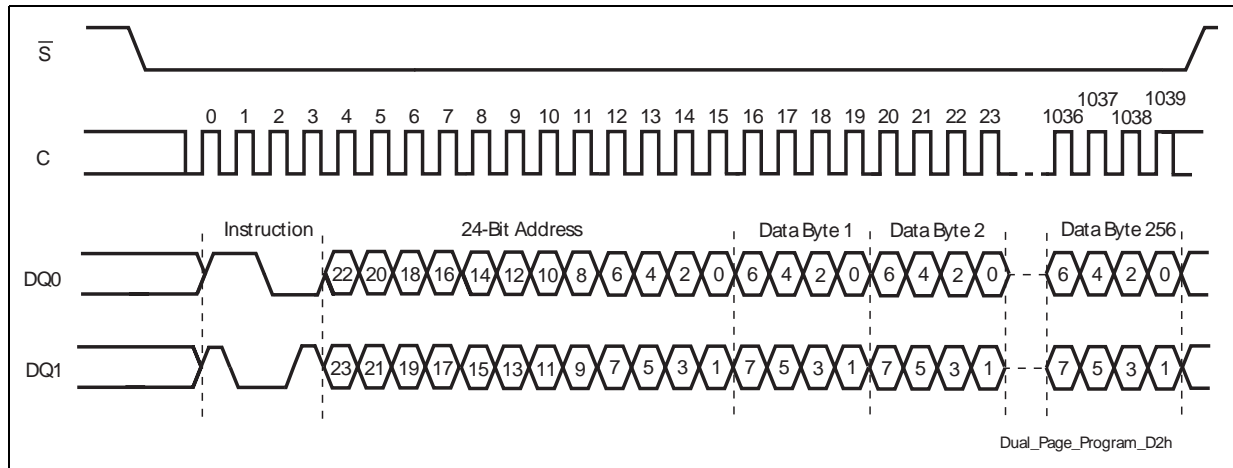 S
0 1 2 3 4 5 6 7 8 9 10 11 12 13 14 15 16 17 18 19 20 21 22 23 1036 1037 1038 1039
C
Instruction 24-Bit Address Data Byte 1 Data Byte 2 Data Byte 256
DQ0 22 20 18 16 14 12 10 8 6 4 2 0 6 4 2 0 6 4 2 0 6 4 2 0
DQ1 23 21 19 17 15 13 11 9 7 5 3 1 7 5 3 1 7 5 3 1 7 5 3 1
Dual_Page_Program_D2h